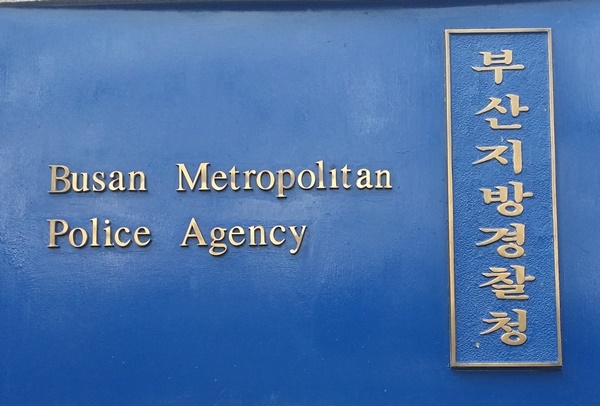 Busan Metropolitan
Police Agency
부산지방경찰청